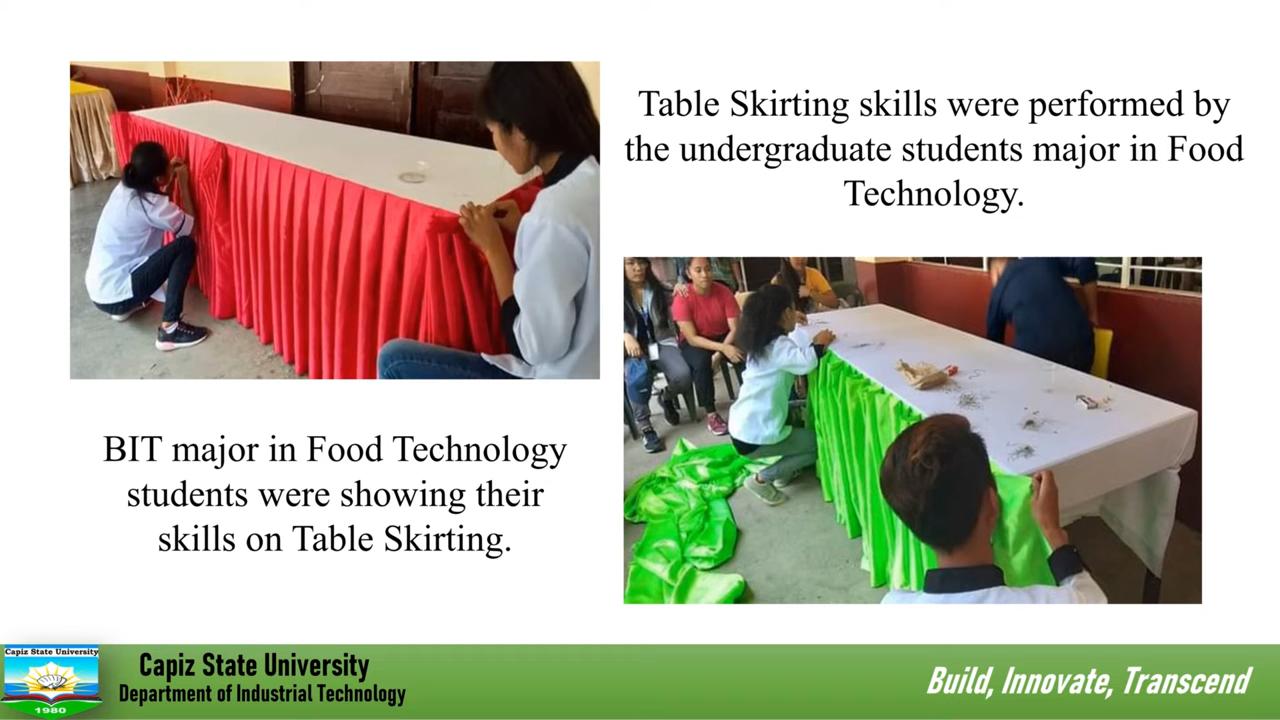 Table Skirting skills were performed by
the undergraduate students major in Food
Technology.
BIT major in Food Technology
students were showing their
skills on Table Skirting.
Capiz State University
1980
Capiz State University
Department of Industrial Technology
Build, Innovate, Transcend